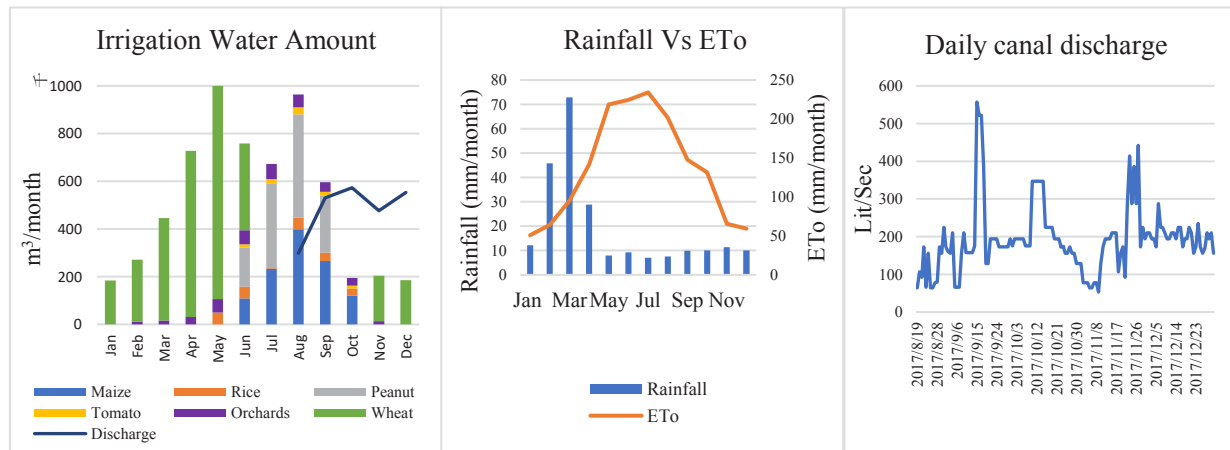 Irrigation Water Amount
千
m³/month
1000
800
600
400
200
0
Jan Feb Mar Apr May Jun Jul Aug Sep Oct Nov Dec
Maize Rice Peanut
Tomato Orchards Wheat
Discharge
Rainfall Vs ETo
Rainfall (mm/month)
80
70
60
50
40
30
20
10
0
250
200
150
100
50
0
ETo (mm/month)
Jan Mar May Jul Sep Nov
Rainfall
ETo
Daily canal discharge
Lit/Sec
600
500
400
300
200
100
0
2017/8/19
2017/8/28
2017/9/6
2017/9/15
2017/9/24
2017/10/3
2017/10/12
2017/10/21
2017/10/30
2017/11/8
2017/11/17
2017/11/26
2017/12/5
2017/12/14
2017/12/23